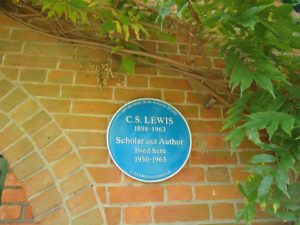 C.S. LEWIS
1898-1963
Scholar and Author
lived here
1930-1963